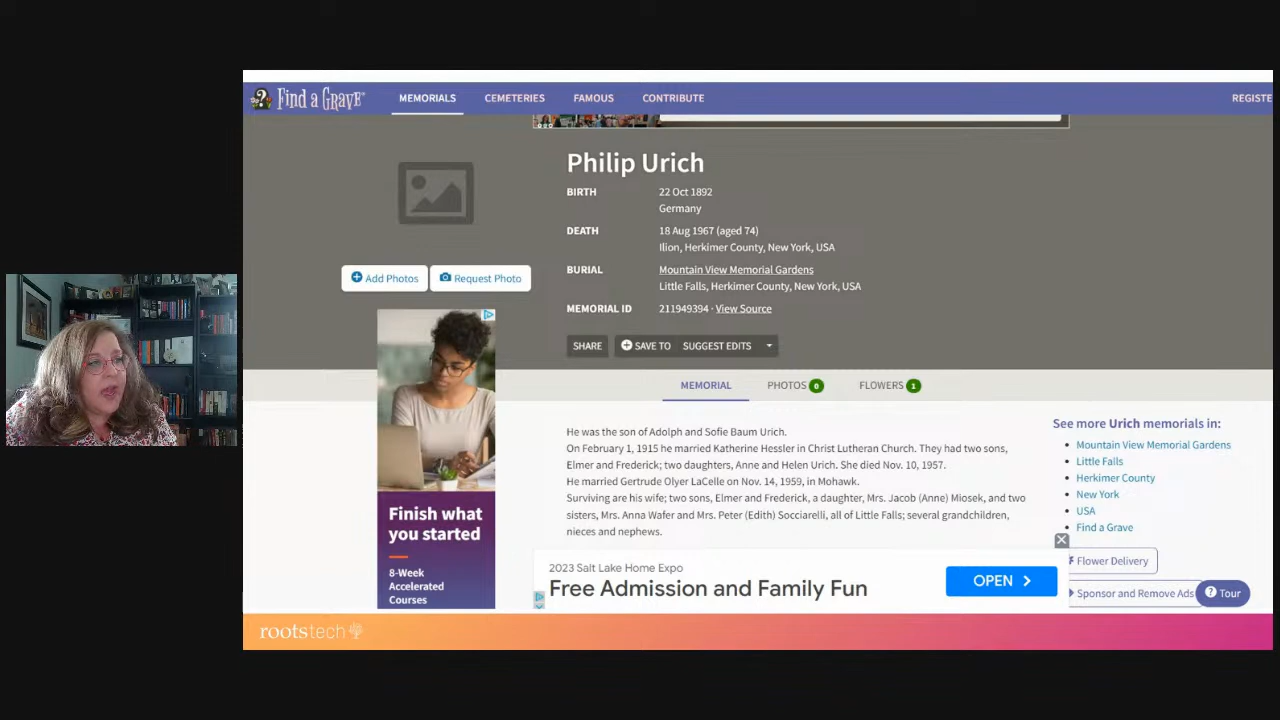 Find a Grave®
MEMORIALS
CEMETERIES
FAMOUS
CONTRIBUTE
REGISTE
Philip Urich
BIRTH
22 Oct 1892
Germany
DEATH
18 Aug 1967 (aged 74)
Ilion, Herkimer County, New York, USA
BURIAL
Mountain View Memorial Gardens
Little Falls, Herkimer County, New York, USA
MEMORIAL ID
211949394 · View Source
Add Photos
Request Photo
SHARE
SAVE TO
SUGGEST EDITS
MEMORIAL
PHOTOS 0
FLOWERS 1
He was the son of Adolph and Sofie Baum Urich.
On February 1, 1915 he married Katherine Hessler in Christ Lutheran Church. They had two sons,
Elmer and Frederick; two daughters, Anne and Helen Urich. She died Nov. 10, 1957.
He married Gertrude Olyer LaCelle on Nov. 14, 1959, in Mohawk.
Surviving are his wife; two sons, Elmer and Frederick, a daughter, Mrs. Jacob (Anne) Miosek, and two
sisters, Mrs. Anna Wafer and Mrs. Peter (Edith) Socciarelli, all of Little Falls; several grandchildren,
nieces and nephews.
See more Urich memorials in:
Mountain View Memorial Gardens
Little Falls
Herkimer County
New York
USA
Find a Grave
Flower Delivery
Sponsor and Remove Ads
Tour
Finish what
you started
8-Week
Accelerated
Courses
2023 Salt Lake Home Expo
Free Admission and Family Fun
OPEN
rootstech